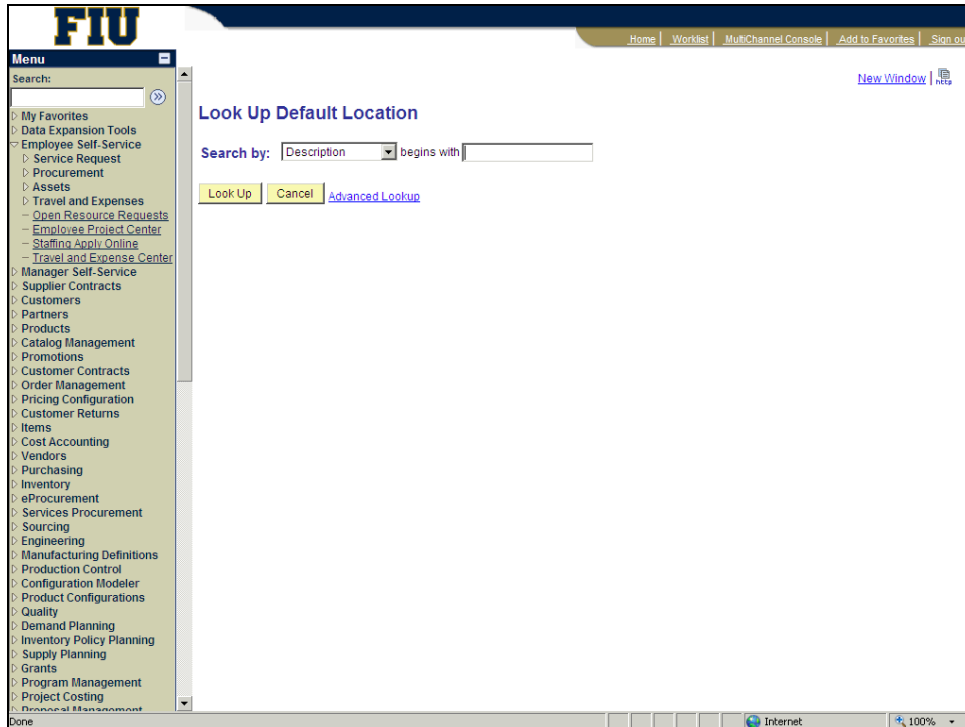 FIU
Home | Worklist | MultiChannel Console | Add to Favorites | Sign ou
Menu
Search:
My Favorites
Data Expansion Tools
Employee Self-Service
Service Request
Procurement
Assets
Travel and Expenses
Open Resource Requests
Employee Project Center
Staffing Apply Online
Travel and Expense Center
Manager Self-Service
Supplier Contracts
Customers
Partners
Products
Catalog Management
Promotions
Customer Contracts
Order Management
Pricing Configuration
Customer Returns
Items
Cost Accounting
Vendors
Purchasing
Inventory
eProcurement
Services Procurement
Sourcing
Engineering
Manufacturing Definitions
Production Control
Configuration Modeler
Product Configurations
Quality
Demand Planning
Inventory Policy Planning
Supply Planning
Grants
Program Management
Project Costing
Proposal Management
New Window | http
Look Up Default Location
Search by: Description begins with
Look Up Cancel Advanced Lookup
Done Internet 100%